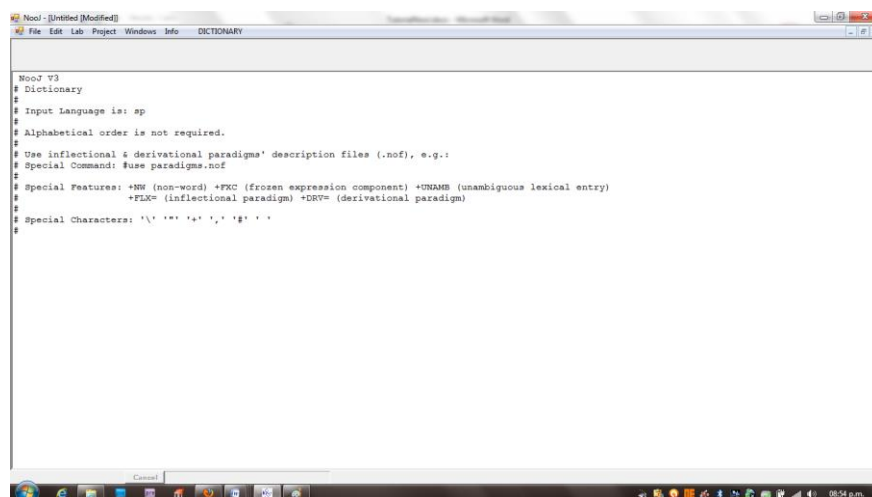 NooJ - [Untitled [Modified]]
File Edit Lab Project Windows Info DICTIONARY
NooJ V3
# Dictionary
#
# Input Language is: sp
#
# Alphabetical order is not required.
#
# Use inflectional & derivational paradigms' description files (.nof), e.g.:
# Special Command: #use paradigms.nof
#
# Special Features: +NW (non-word) +FXC (frozen expression component) +UNAMB (unambiguous lexical entry)
# +FLX= (inflectional paradigm) +DRV= (derivational paradigm)
#
# Special Characters: '\' '"' '+' ',' '#' ' '
#
Cancel
08:54 p.m.